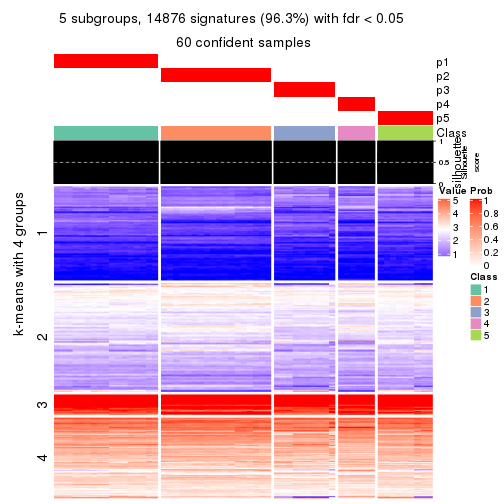 5 subgroups, 14876 signatures (96.3%) with fdr < 0.05
60 confident samples
p1
p2
p3
p4
p5
Class
1
0.5
0
silhouette
Silhouette
score
k-means with 4 groups
1
2
3
4
Value
5
4
3
2
1
Prob
1
0.8
0.6
0.4
0.2
0
Class
1
2
3
4
5